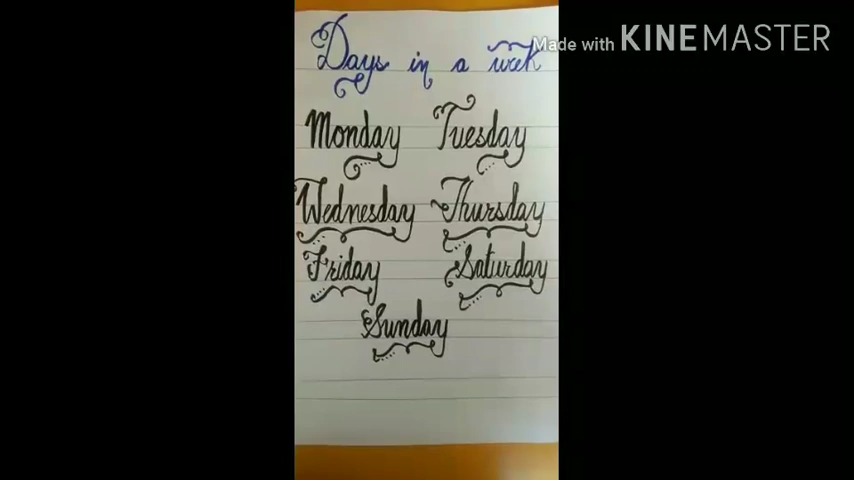 Made with KINEMASTER
Days in a week
Monday Tuesday
Wednesday Thursday
Friday Saturday
Sunday